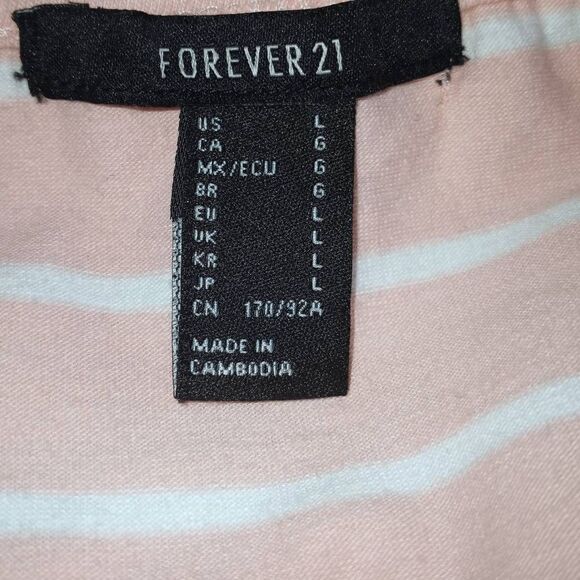 FOREVER 21
US L
CA G
MX/ECU G
BR G
EU L
UK L
KR L
JP L
CN 170/92A
MADE IN
CAMBODIA